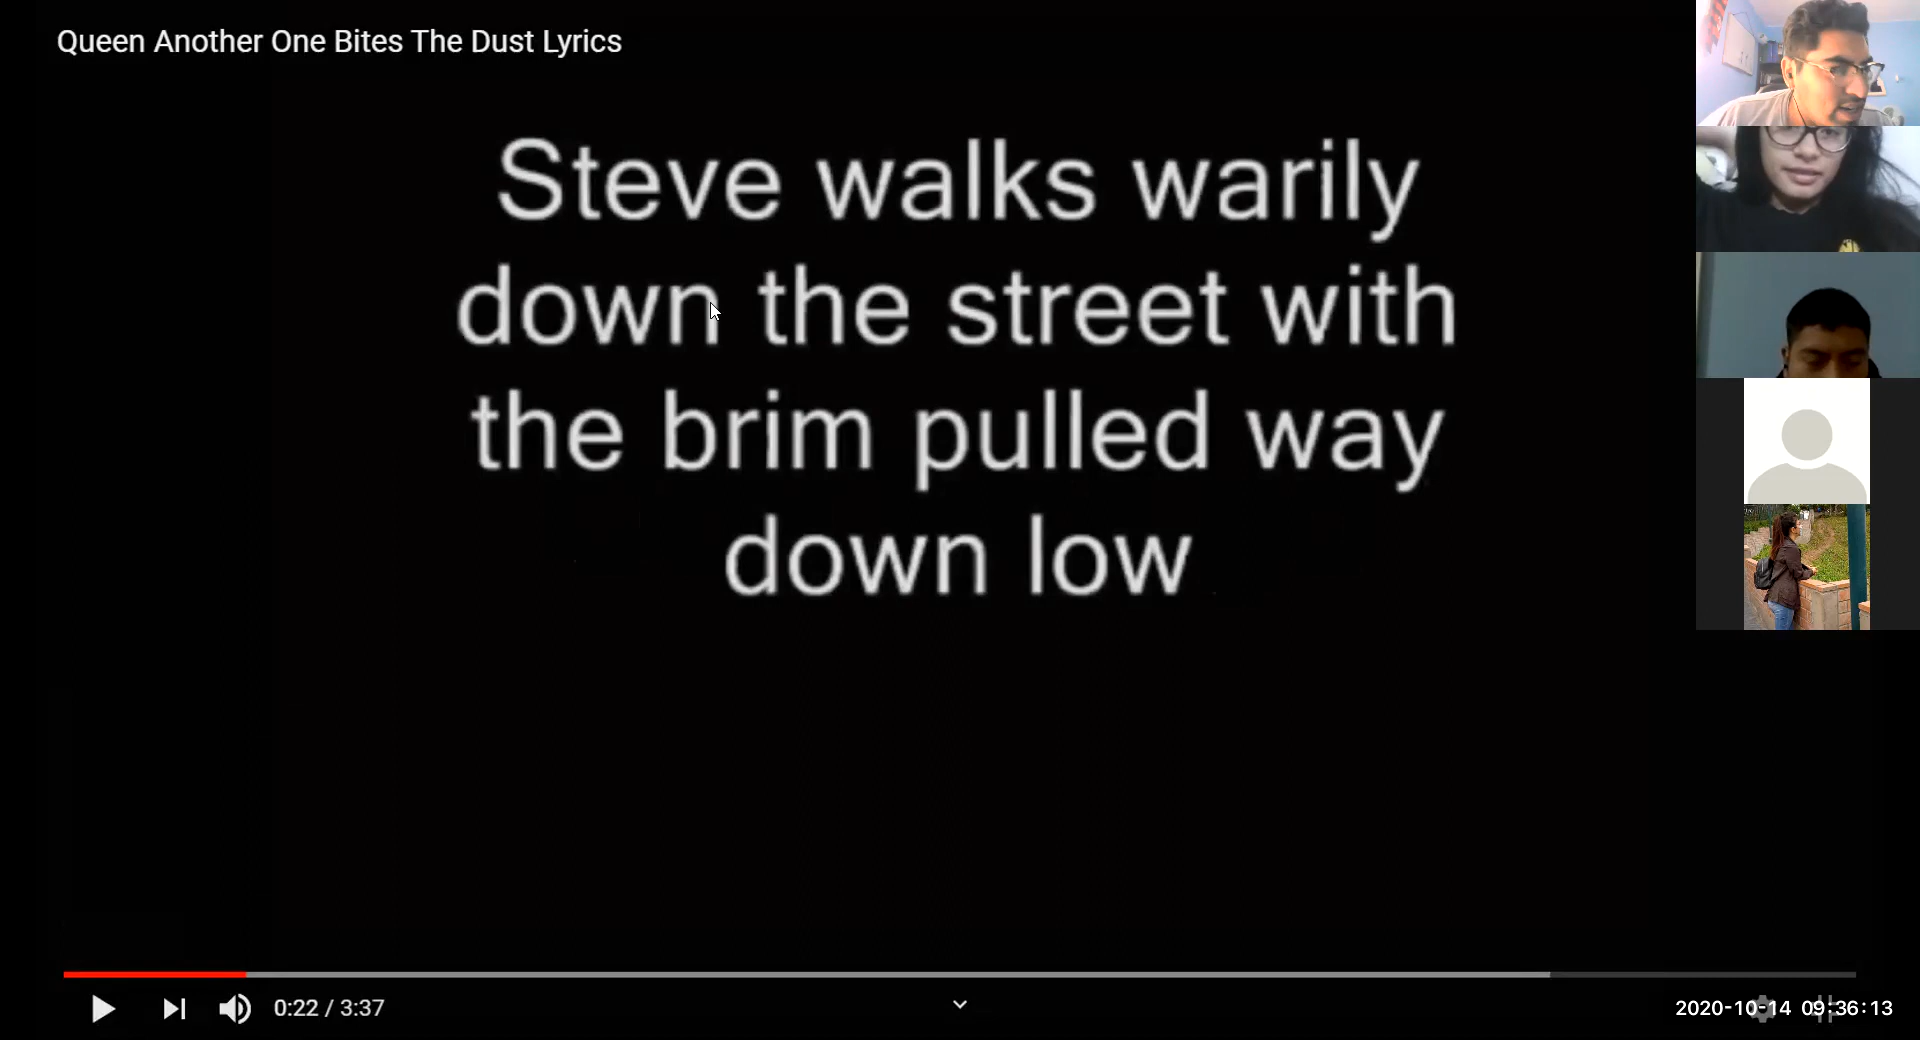 Queen Another One Bites The Dust Lyrics
Steve walks warily
down the street with
the brim pulled way
down low
0:22 / 3:37
2020-10-14 09:36:13